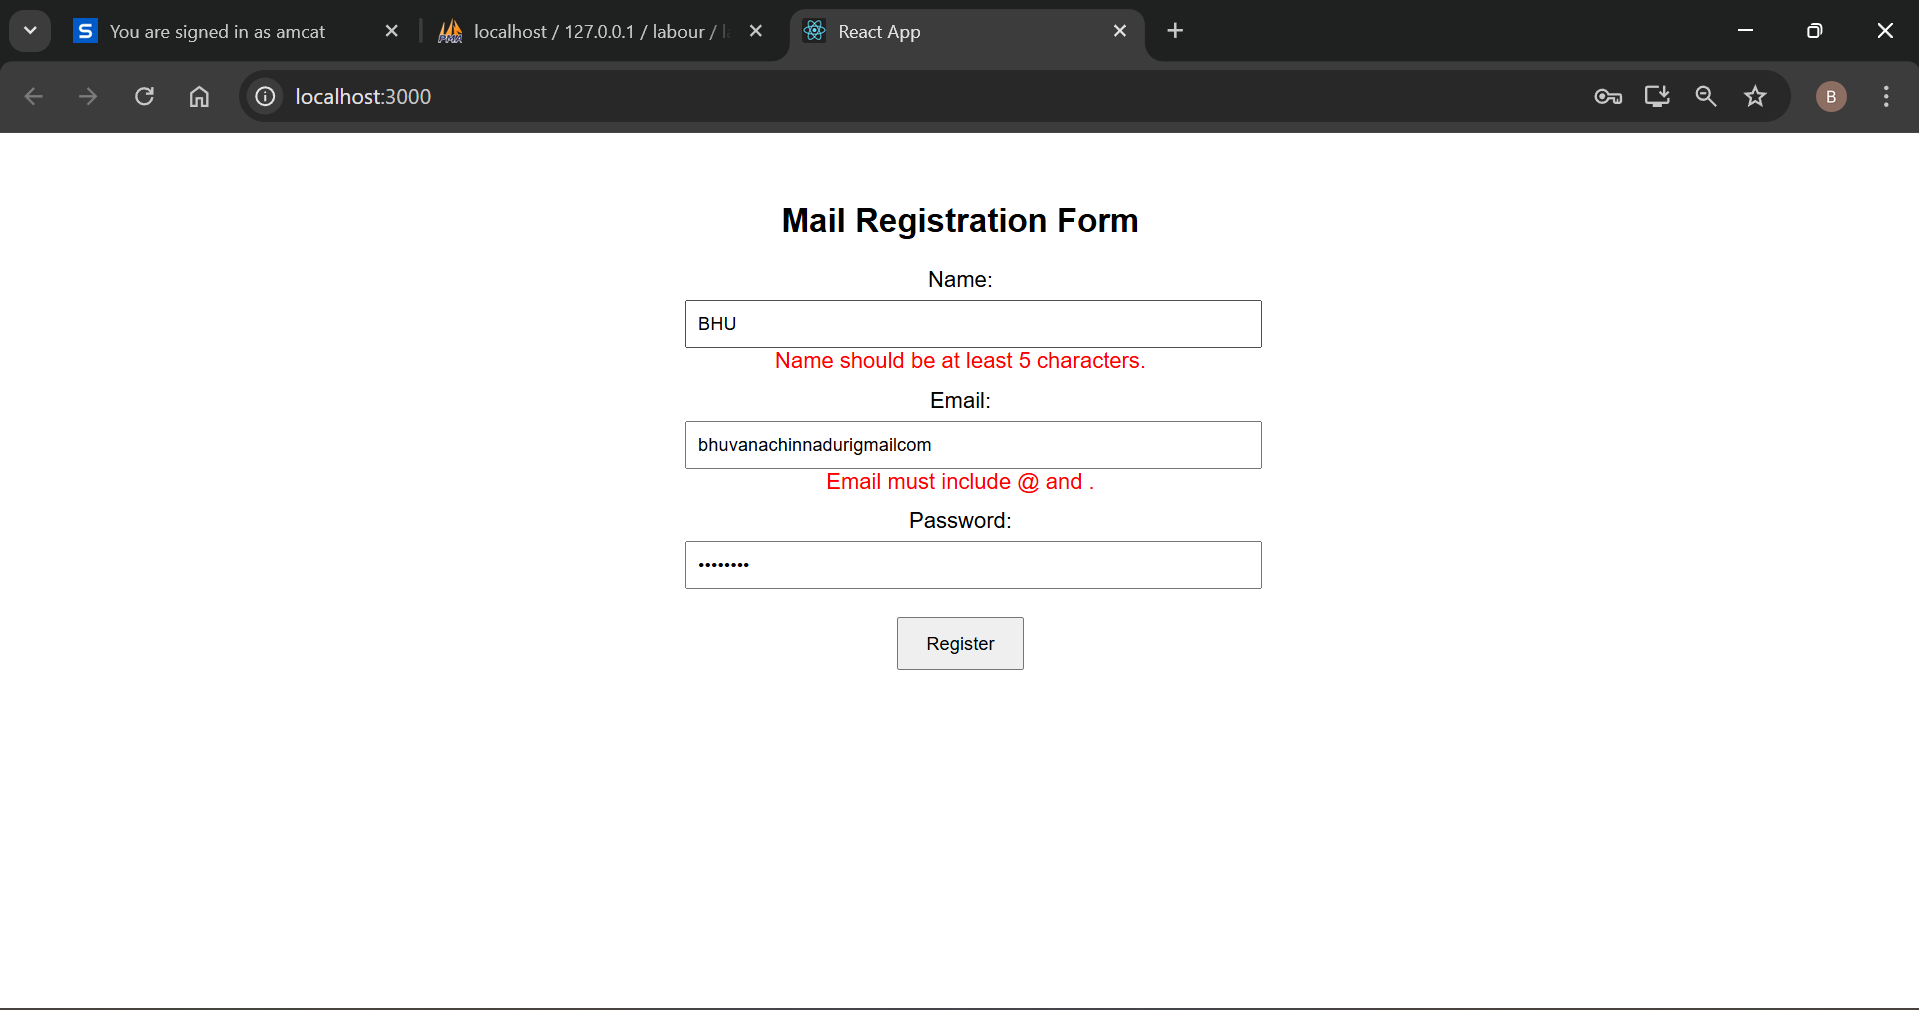 You are signed in as amcat
localhost / 127.0.0.1 / labour /
React App
localhost:3000
B
Mail Registration Form
Name:
BHU
Name should be at least 5 characters.
Email:
bhuvanachinnadurigmailcom
Email must include @ and .
Password:
••••••••
Register